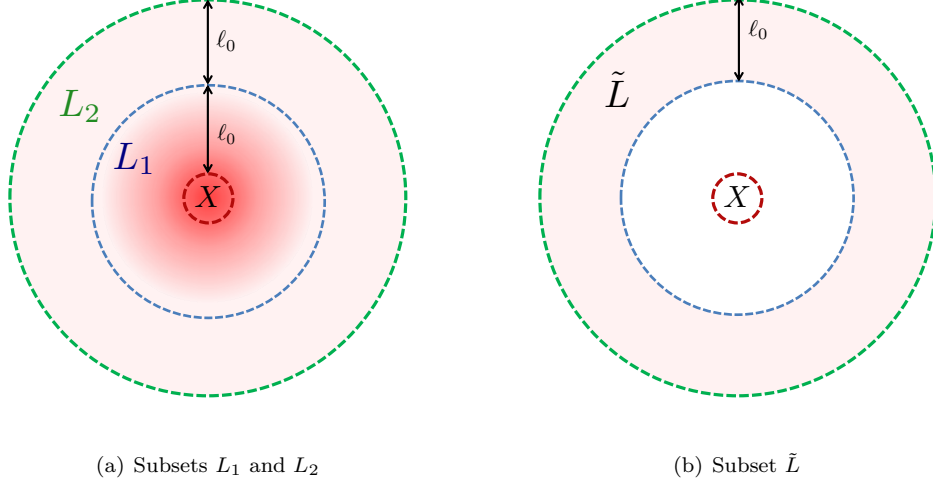 ℓ₀
ℓ₀
L₂
L₁
X
ℓ₀
L̃
X
(a) Subsets L₁ and L₂
(b) Subset L̃